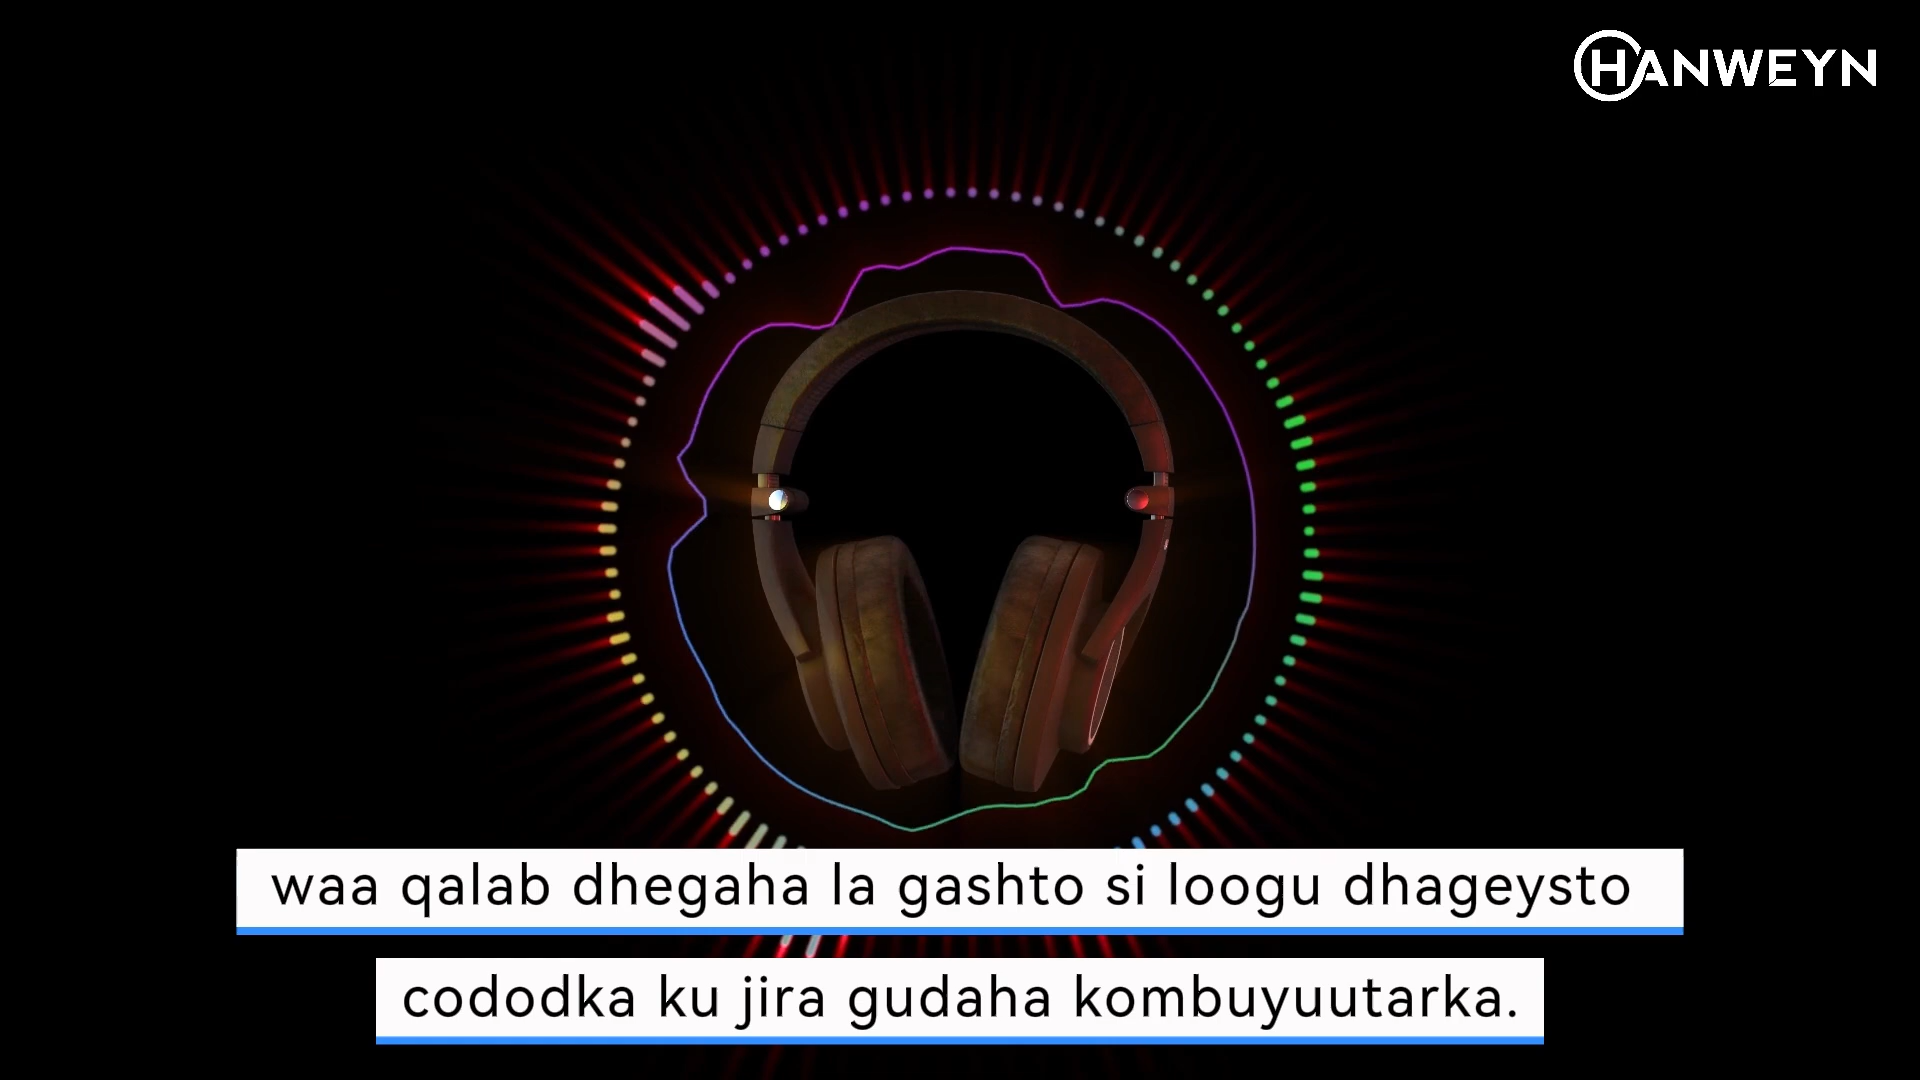 HANWEYN
waa qalab dhegaha la gashto si loogu dhageysto
cododka ku jira gudaha kombuyuutarka.